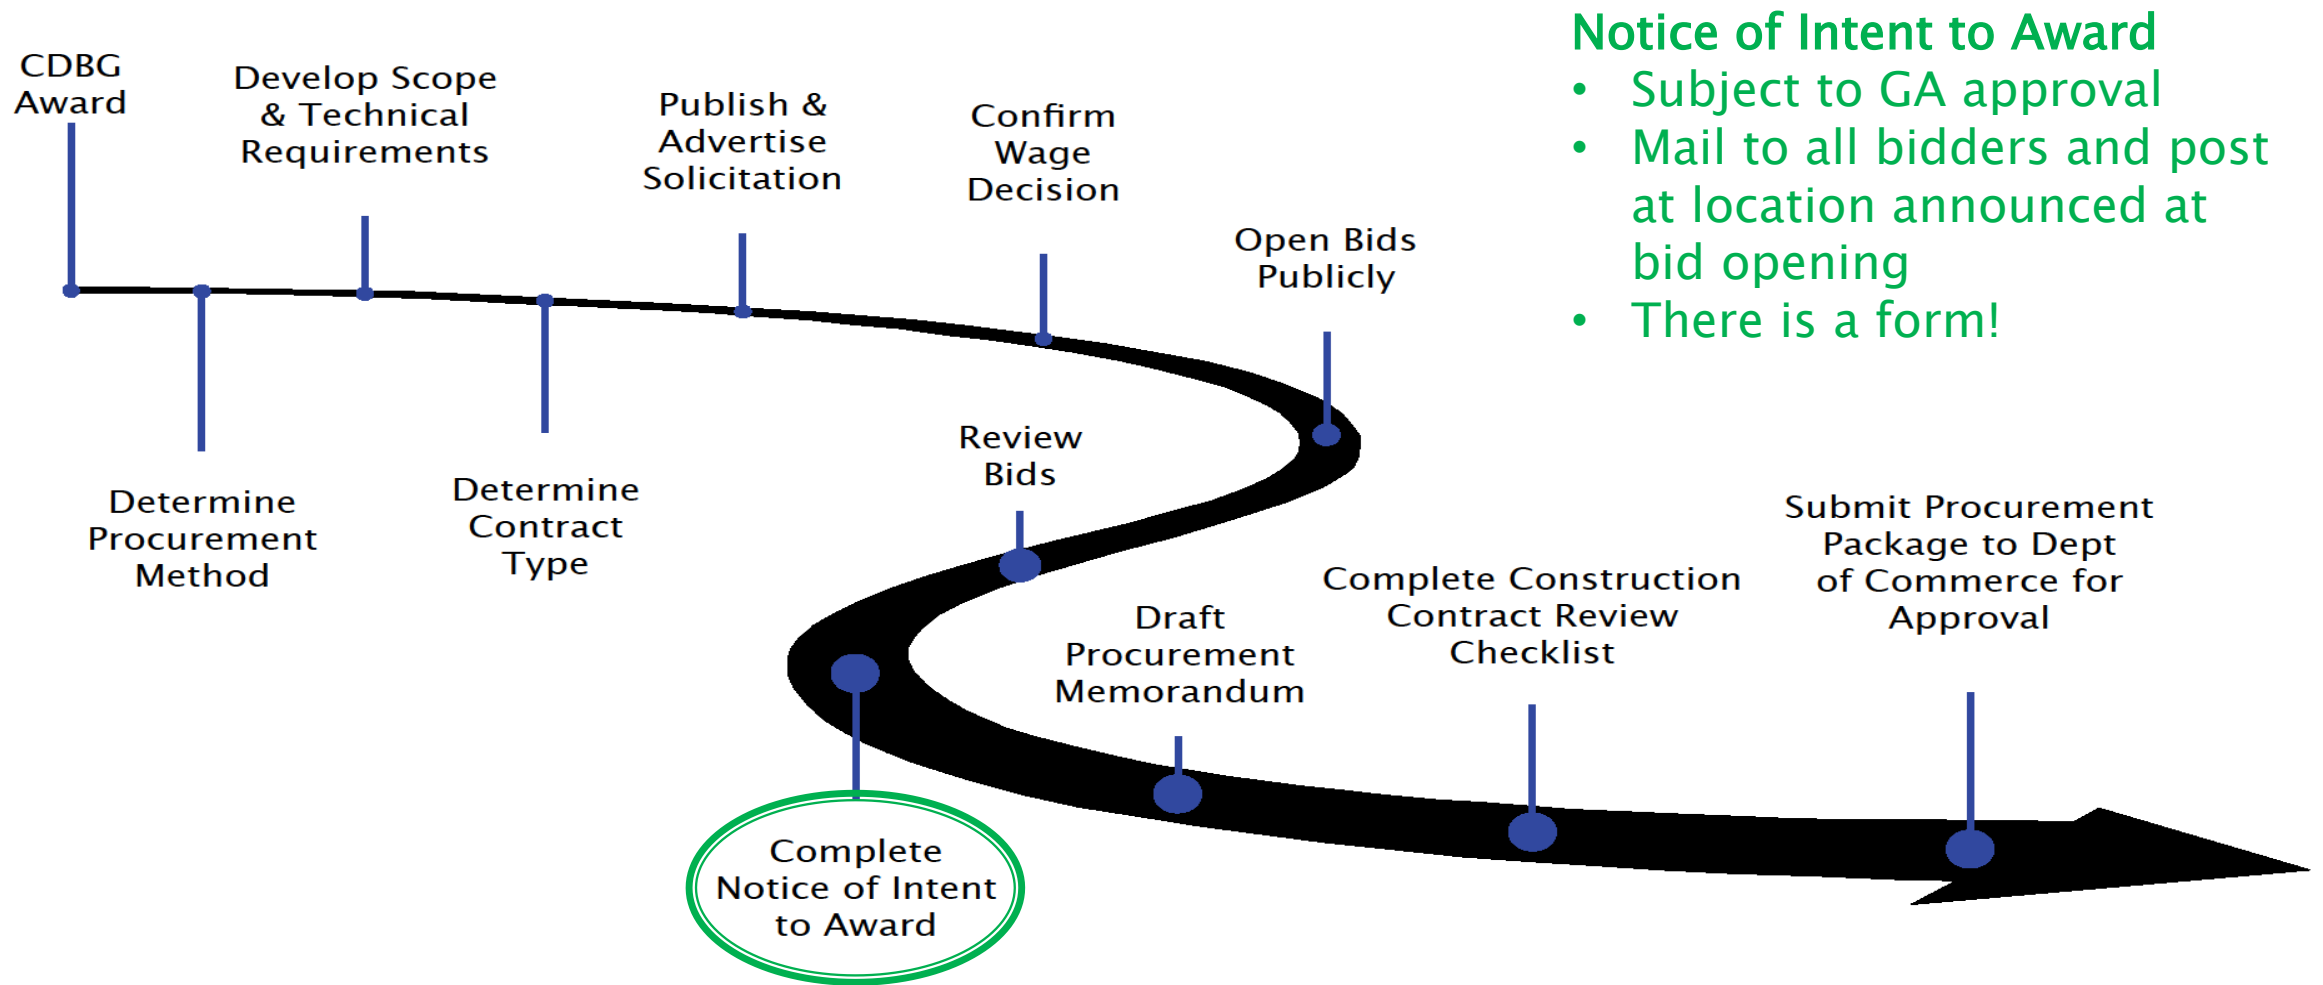 Notice of Intent to Award
• Subject to GA approval
• Mail to all bidders and post
at location announced at
bid opening
• There is a form!
CDBG
Award
Determine
Procurement
Method
Develop Scope
& Technical
Requirements
Determine
Contract
Type
Publish &
Advertise
Solicitation
Confirm
Wage
Decision
Open Bids
Publicly
Review
Bids
Complete
Notice of Intent
to Award
Draft
Procurement
Memorandum
Complete Construction
Contract Review
Checklist
Submit Procurement
Package to Dept
of Commerce for
Approval